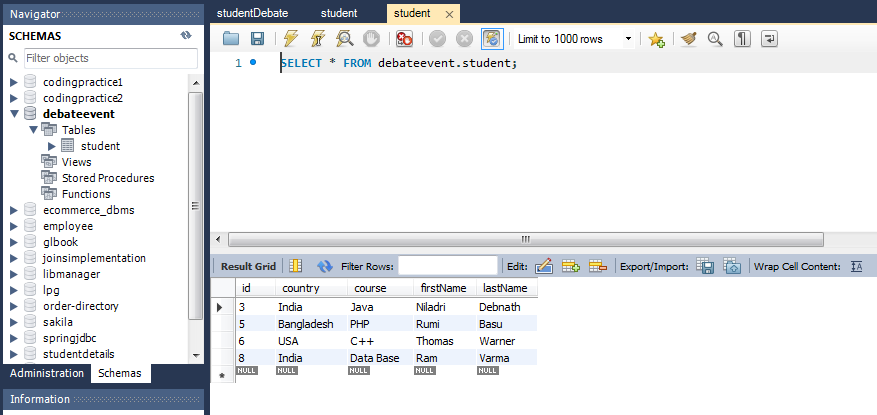 Navigator
SCHEMAS
Filter objects
codingpractice1
codingpractice2
debateevent
Tables
student
Views
Stored Procedures
Functions
ecommerce_dbms
employee
glbook
joinsimplementation
libmanager
lpg
order-directory
sakila
springjdbc
studentdetails
Administration Schemas
Information
studentDebate student student
Limit to 1000 rows
1 SELECT * FROM debateevent.student;
Result Grid Filter Rows: Edit: Export/Import: Wrap Cell Content:
id country course firstName lastName
3 India Java Niladri Debnath
5 Bangladesh PHP Rumi Basu
6 USA C++ Thomas Warner
8 India Data Base Ram Varma
NULL NULL NULL NULL NULL